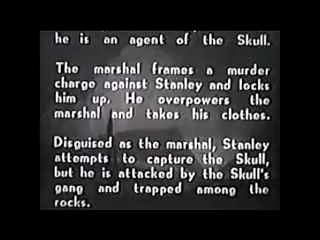 he is an agent of the Skull.
The marshal frames a murder
charge against Stanley and locks
him up. He overpowers the
marshal and takes his clothes.
Disguised as the marshal, Stanley
attempts to capture the Skull,
but he is attacked by the Skull's
gang and trapped among the
rocks.